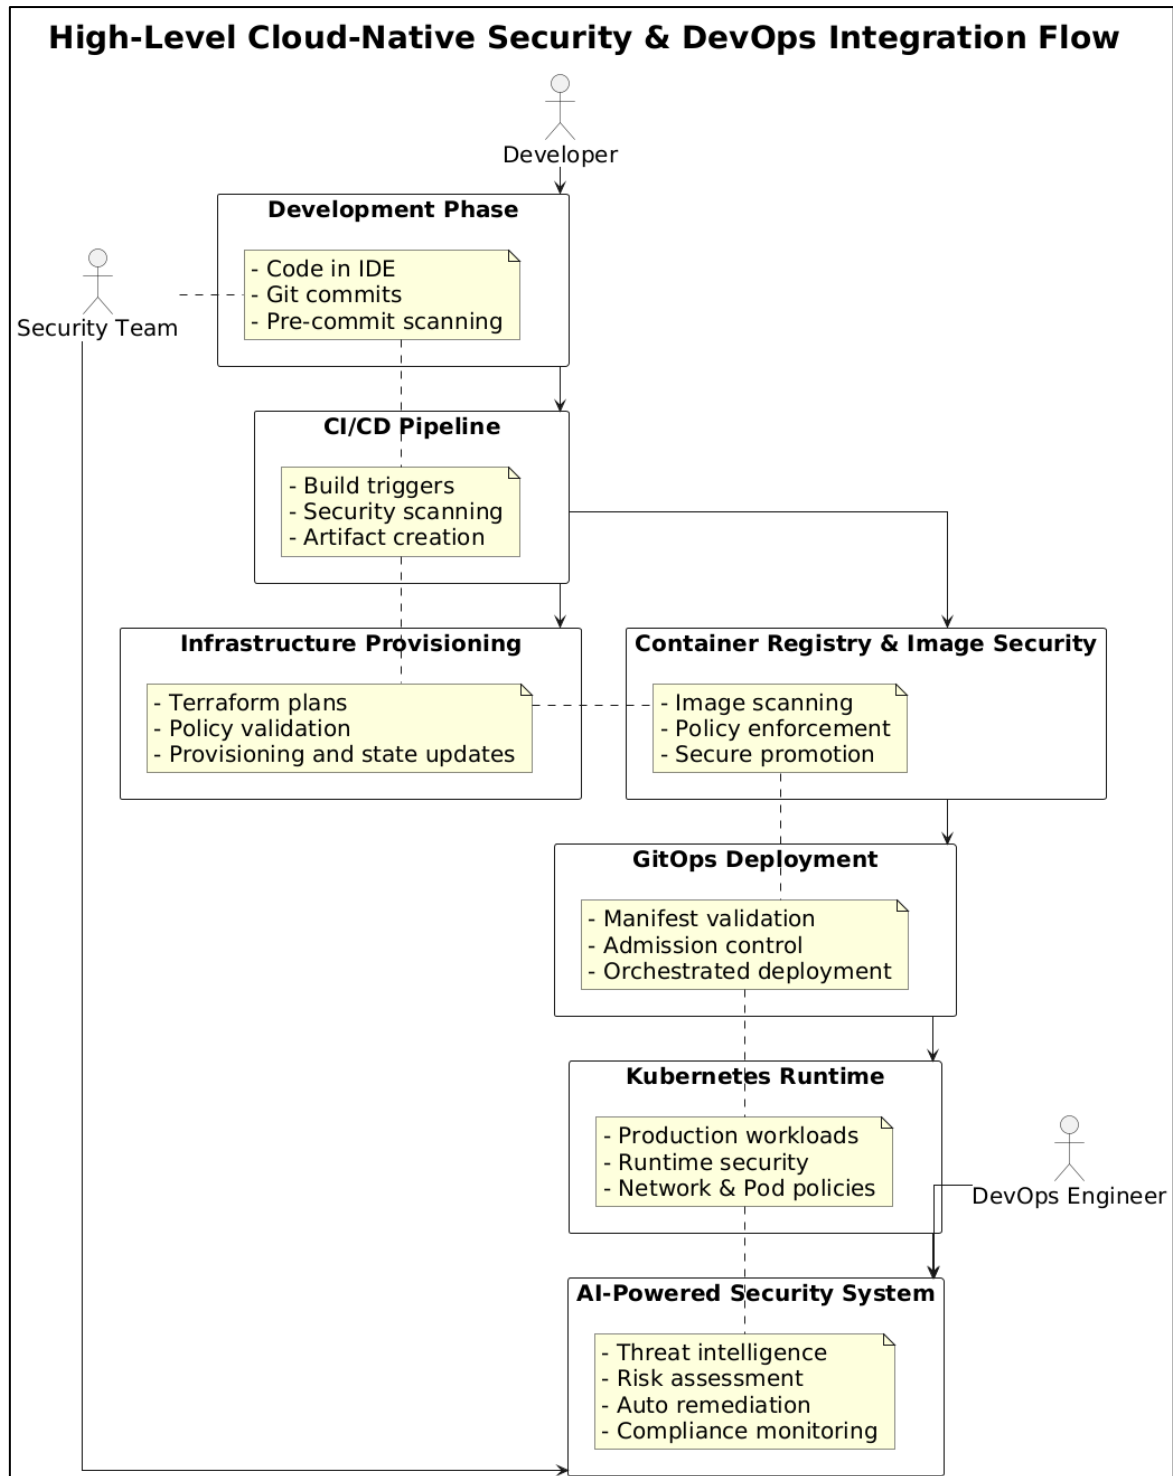 High-Level Cloud-Native Security & DevOps Integration Flow
Developer
Development Phase
- Code in IDE
- Git commits
- Pre-commit scanning
Security Team
CI/CD Pipeline
- Build triggers
- Security scanning
- Artifact creation
Infrastructure Provisioning
- Terraform plans
- Policy validation
- Provisioning and state updates
Container Registry & Image Security
- Image scanning
- Policy enforcement
- Secure promotion
GitOps Deployment
- Manifest validation
- Admission control
- Orchestrated deployment
Kubernetes Runtime
- Production workloads
- Runtime security
- Network & Pod policies
DevOps Engineer
AI-Powered Security System
- Threat intelligence
- Risk assessment
- Auto remediation
- Compliance monitoring